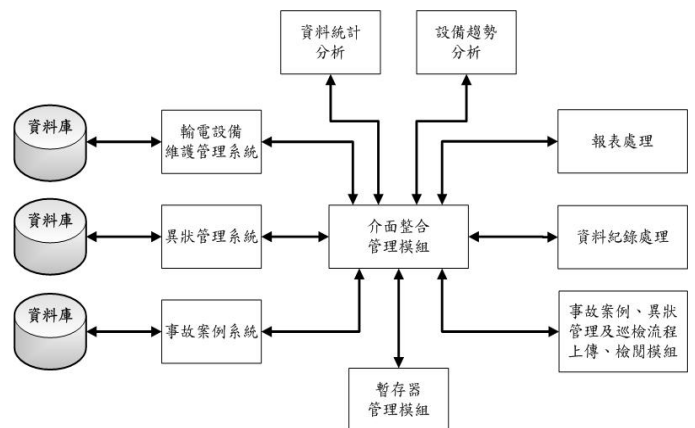 資料統計
分析
設備趨勢
分析
資料庫
輸電設備
維護管理系統
報表處理
資料庫
異狀管理系統
介面整合
管理模組
資料紀錄處理
資料庫
事故案例系統
事故案例、異狀
管理及巡檢流程
上傳、檢閱模組
暫存器
管理模組